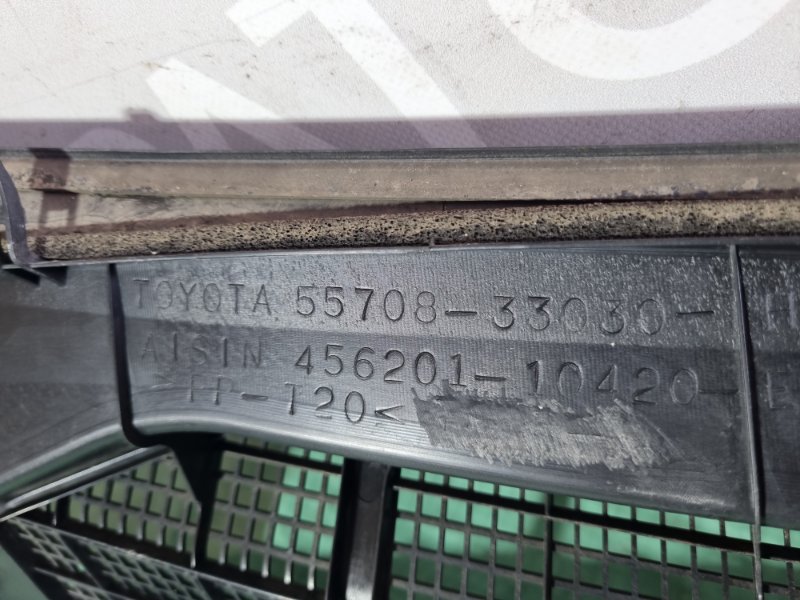 TOYOTA 55708-33030-H
AISIN 456201-10420-
PP-T20<